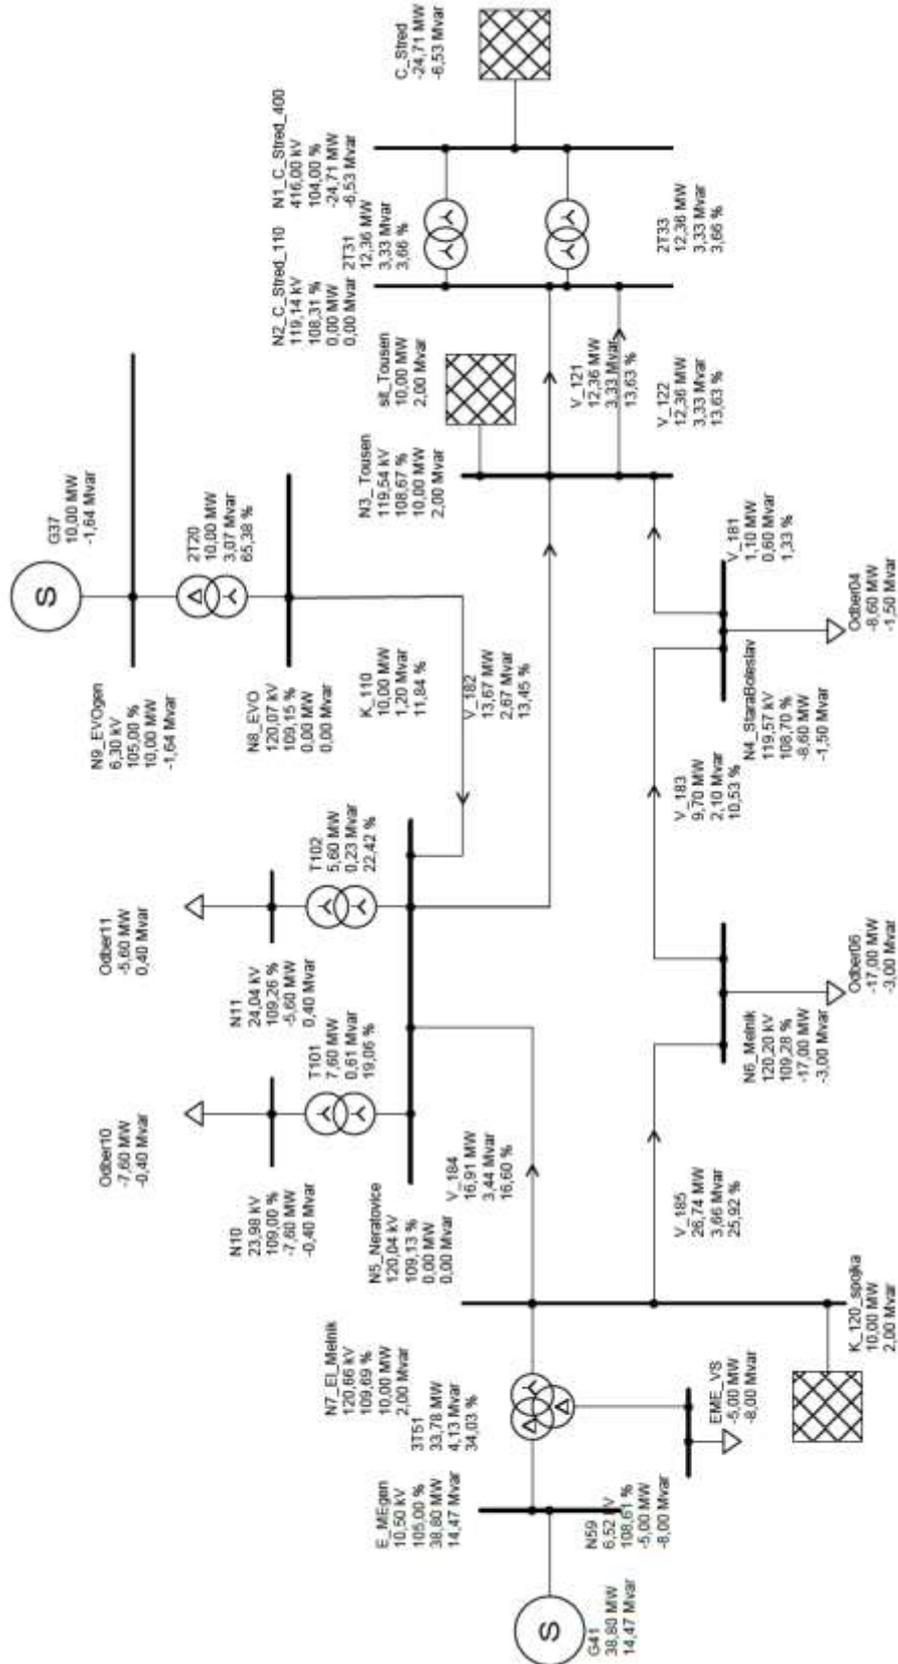 C_Stred
-24,71 MW
-6,53 Mvar
N1_C_Stred_400
416,00 kV
104,00 %
-24,71 MW
-6,53 Mvar
2T31
12,36 MW
3,33 Mvar
3,66 %
2T33
12,36 MW
3,33 Mvar
3,66 %
N2_C_Stred_110
119,14 kV
108,31 %
0,00 MW
0,00 Mvar
sit_Tousen
10,00 MW
2,00 Mvar
V_121
12,36 MW
3,33 Mvar
13,63 %
V_122
12,36 MW
3,33 Mvar
13,63 %
N3_Tousen
119,54 kV
108,67 %
10,00 MW
2,00 Mvar
G37
10,00 MW
-1,64 Mvar
S
2T20
10,00 MW
3,07 Mvar
65,38 %
N9_EVOgen
6,30 kV
105,00 %
10,00 MW
-1,64 Mvar
N8_EVO
120,07 kV
109,15 %
0,00 MW
0,00 Mvar
K_110
10,00 MW
1,20 Mvar
11,84 %
V_182
13,67 MW
2,67 Mvar
13,45 %
V_181
1,10 MW
0,60 Mvar
1,33 %
N4_StaraBoleslav
119,57 kV
108,70 %
-8,60 MW
-1,50 Mvar
Odber04
-8,60 MW
-1,50 Mvar
V_183
9,70 MW
2,10 Mvar
10,53 %
Odber11
-5,60 MW
0,40 Mvar
N11
24,04 kV
109,26 %
-5,60 MW
0,40 Mvar
T102
5,60 MW
0,23 Mvar
22,42 %
Odber10
-7,60 MW
-0,40 Mvar
N10
23,98 kV
109,00 %
-7,60 MW
-0,40 Mvar
T101
7,60 MW
0,61 Mvar
19,06 %
N5_Neratovice
120,04 kV
109,13 %
0,00 MW
0,00 Mvar
N6_Melnik
120,20 kV
109,28 %
-17,00 MW
-3,00 Mvar
Odber06
-17,00 MW
-3,00 Mvar
V_184
16,91 MW
3,44 Mvar
16,60 %
V_185
26,74 MW
3,66 Mvar
25,92 %
N7_El_Melnik
120,66 kV
109,69 %
10,00 MW
2,00 Mvar
3T51
33,78 MW
4,13 Mvar
34,03 %
K_120_spojka
10,00 MW
2,00 Mvar
EME_VS
-5,00 MW
-8,00 Mvar
E_MEgen
10,50 kV
105,00 %
38,80 MW
14,47 Mvar
N59
6,52 kV
108,61 %
-5,00 MW
-8,00 Mvar
S
G41
38,80 MW
14,47 Mvar